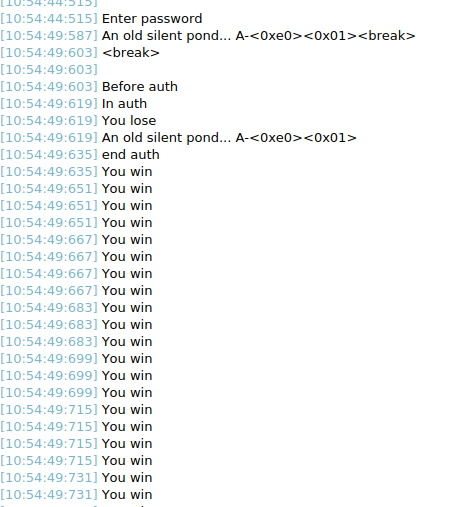 [10:54:44:515]
[10:54:44:515] Enter password
[10:54:49:587] An old silent pond... A-<0xe0><0x01><break>
[10:54:49:603] <break>
[10:54:49:603]
[10:54:49:603] Before auth
[10:54:49:619] In auth
[10:54:49:619] You lose
[10:54:49:619] An old silent pond... A-<0xe0><0x01>
[10:54:49:635] end auth
[10:54:49:635] You win
[10:54:49:651] You win
[10:54:49:651] You win
[10:54:49:651] You win
[10:54:49:667] You win
[10:54:49:667] You win
[10:54:49:667] You win
[10:54:49:667] You win
[10:54:49:683] You win
[10:54:49:683] You win
[10:54:49:683] You win
[10:54:49:699] You win
[10:54:49:699] You win
[10:54:49:699] You win
[10:54:49:715] You win
[10:54:49:715] You win
[10:54:49:715] You win
[10:54:49:715] You win
[10:54:49:731] You win
[10:54:49:731] You win